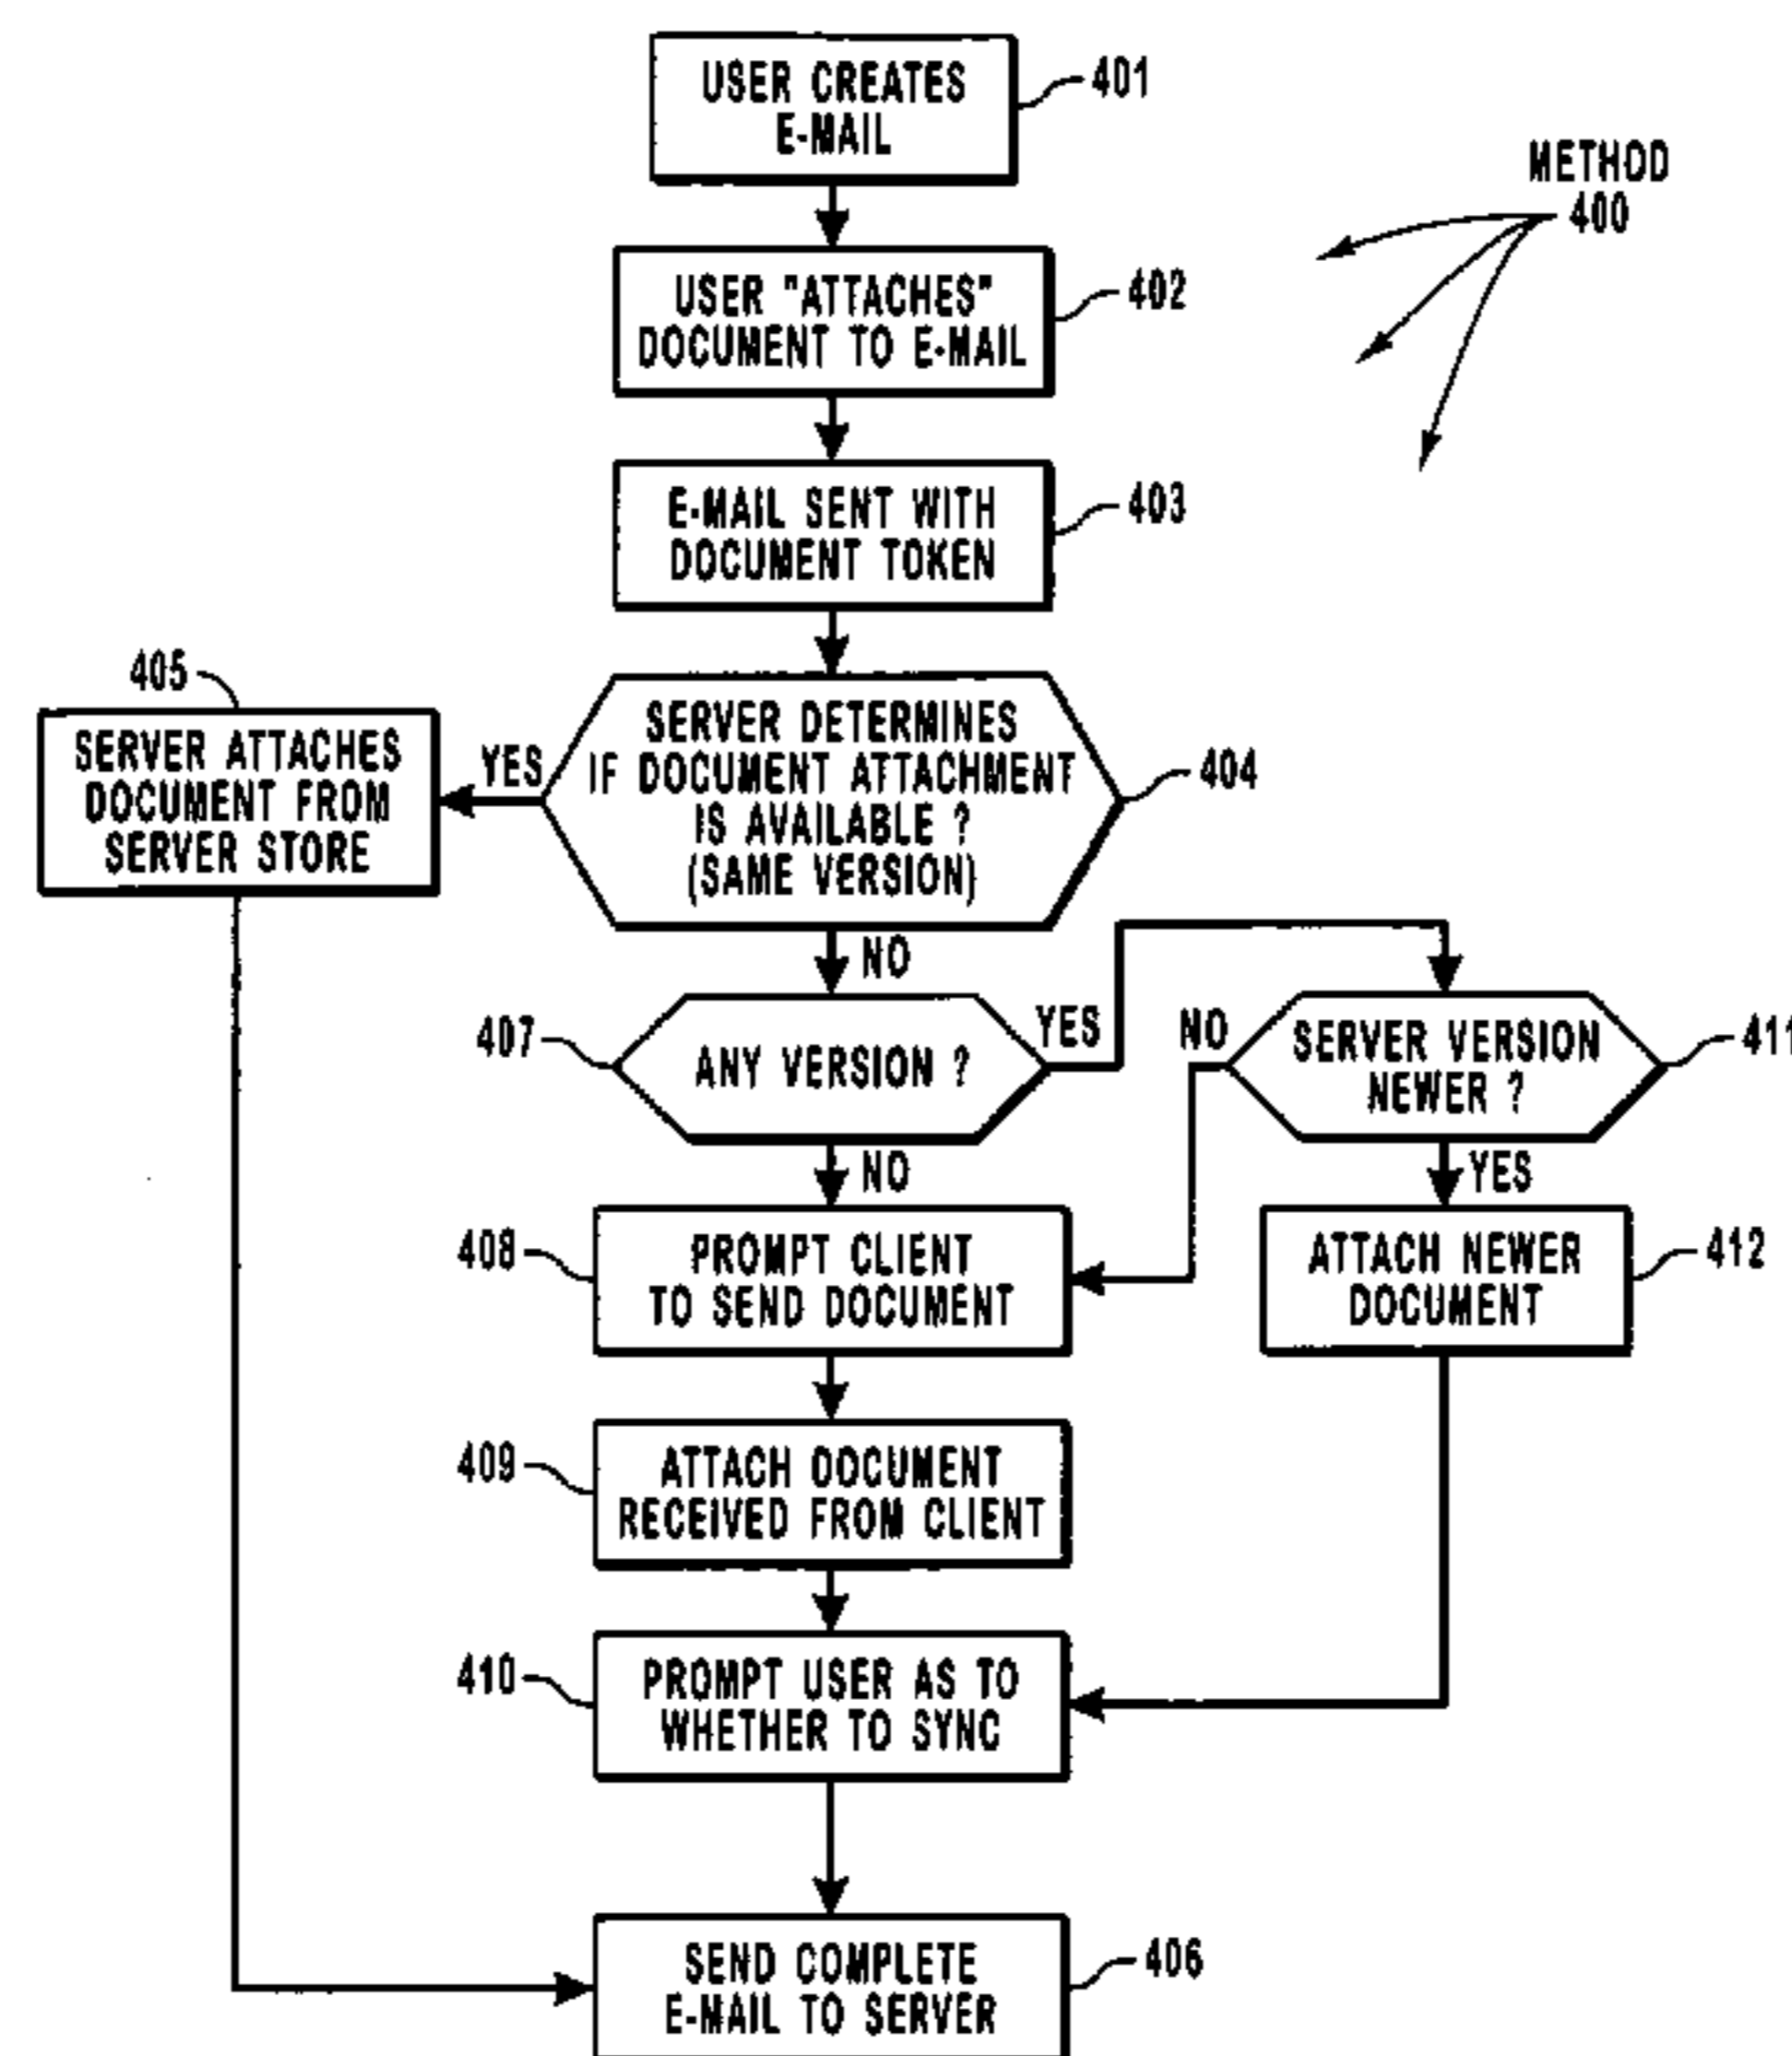 USER CREATES
E-MAIL
401
METHOD
400
USER "ATTACHES"
DOCUMENT TO E-MAIL
402
E-MAIL SENT WITH
DOCUMENT TOKEN
403
405
SERVER ATTACHES
DOCUMENT FROM
SERVER STORE
YES
SERVER DETERMINES
IF DOCUMENT ATTACHMENT
IS AVAILABLE ?
(SAME VERSION)
404
NO
407
ANY VERSION ?
YES
NO
SERVER VERSION
NEWER ?
411
NO
YES
408
PROMPT CLIENT
TO SEND DOCUMENT
ATTACH NEWER
DOCUMENT
412
409
ATTACH DOCUMENT
RECEIVED FROM CLIENT
410
PROMPT USER AS TO
WHETHER TO SYNC
SEND COMPLETE
E-MAIL TO SERVER
406